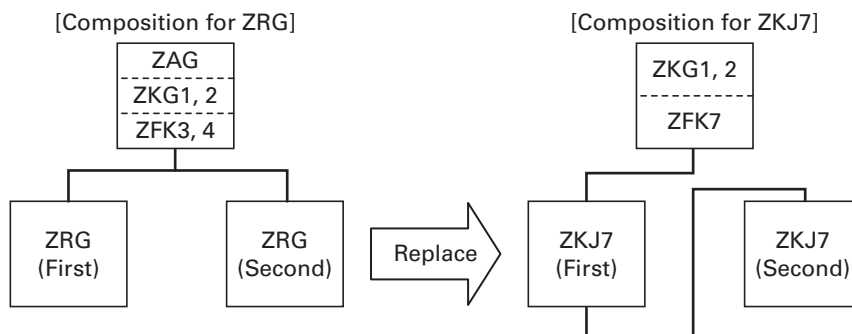 [Composition for ZRG]
ZAG
ZKG1, 2
ZFK3, 4
ZRG
(First)
ZRG
(Second)
Replace
[Composition for ZKJ7]
ZKG1, 2
ZFK7
ZKJ7
(First)
ZKJ7
(Second)